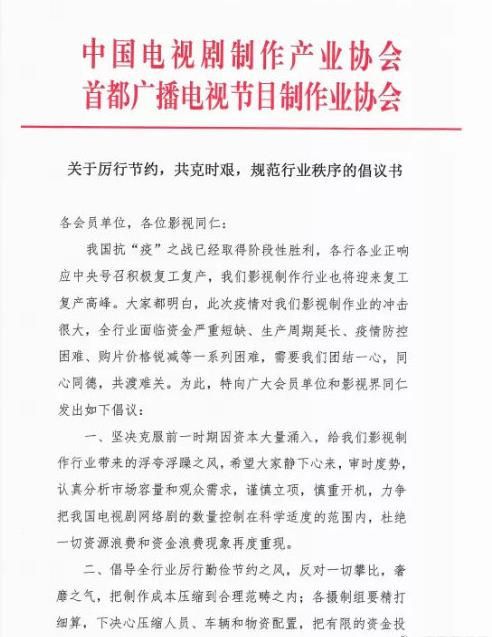 中国电视剧制作产业协会
首都广播电视节目制作业协会
关于厉行节约，共克时艰，规范行业秩序的倡议书
各会员单位，各位影视同仁：
我国抗“疫”之战已经取得阶段性胜利，各行各业正响
应中央号召积极复工复产，我们影视制作行业也将迎来复工
复产高峰。大家都明白，此次疫情对我们影视制作业的冲击
很大，全行业面临资金严重短缺、生产周期延长、疫情防控
困难、购片价格锐减等一系列困难，需要我们团结一心，同
心同德，共渡难关。为此，特向广大会员单位和影视界同仁
发出如下倡议：
一、坚决克服前一时期因资本大量涌入，给我们影视制
作行业带来的浮夸浮躁之风，希望大家静下心来，审时度势，
认真分析市场容量和观众需求，谨慎立项，慎重开机，力争
把我国电视剧网络剧的数量控制在科学适度的范围内，杜绝
一切资源浪费和资金浪费现象再度重现。
二、倡导全行业厉行勤俭节约之风，反对一切攀比，奢
靡之气，把制作成本压缩到合理范畴之内；各摄制组要精打
细算，下决心压缩人员、车辆和物资配置，把有限的资金投